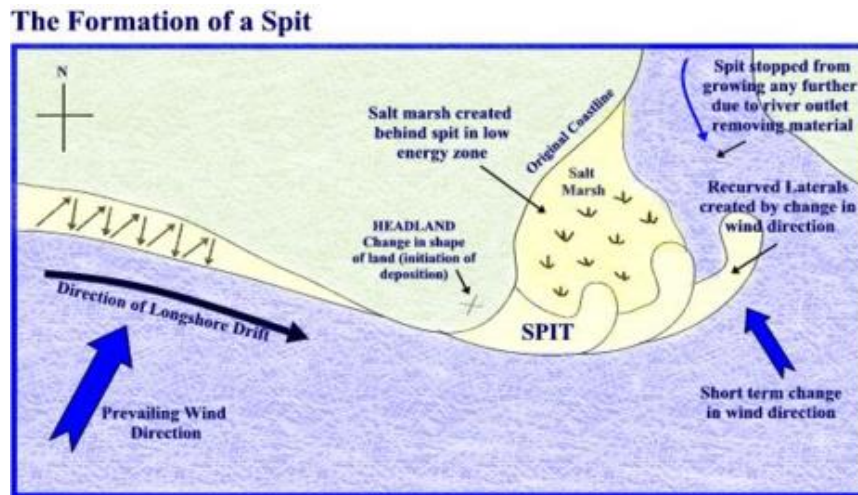 The Formation of a Spit
N
Salt marsh created
behind spit in low
energy zone
Original Coastline
Spit stopped from
growing any further
due to river outlet
removing material
Salt
Marsh
Recurved Laterals
created by change in
wind direction
HEADLAND
Change in shape
of land (initiation of
deposition)
Direction of Longshore Drift
SPIT
Prevailing Wind
Direction
Short term change
in wind direction